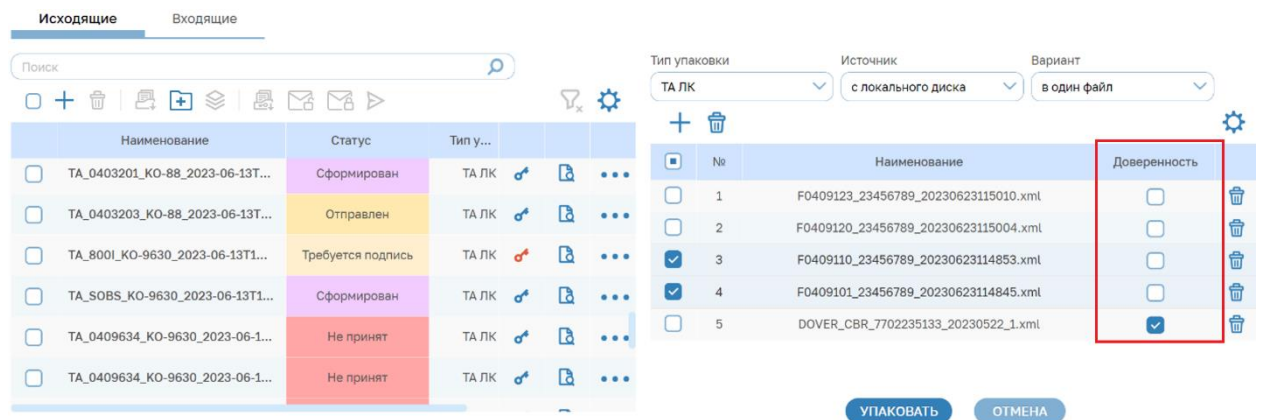 Исходящие Входящие
Поиск
Наименование Статус Тип у...
TA_0403201_KO-88_2023-06-13T... Сформирован ТА ЛК
TA_0403203_KO-88_2023-06-13T... Отправлен ТА ЛК
TA_800I_KO-9630_2023-06-13T1... Требуется подпись ТА ЛК
TA_SOBS_KO-9630_2023-06-13T1... Сформирован ТА ЛК
TA_0409634_KO-9630_2023-06-1... Не принят ТА ЛК
TA_0409634_KO-9630_2023-06-1... Не принят ТА ЛК
Тип упаковки Источник Вариант
ТА ЛК с локального диска в один файл
№ Наименование Доверенность
1 F0409123_23456789_20230623115010.xml
2 F0409120_23456789_20230623115004.xml
3 F0409110_23456789_20230623114853.xml
4 F0409101_23456789_20230623114845.xml
5 DOVER_CBR_7702235133_20230522_1.xml
УПАКОВАТЬ ОТМЕНА